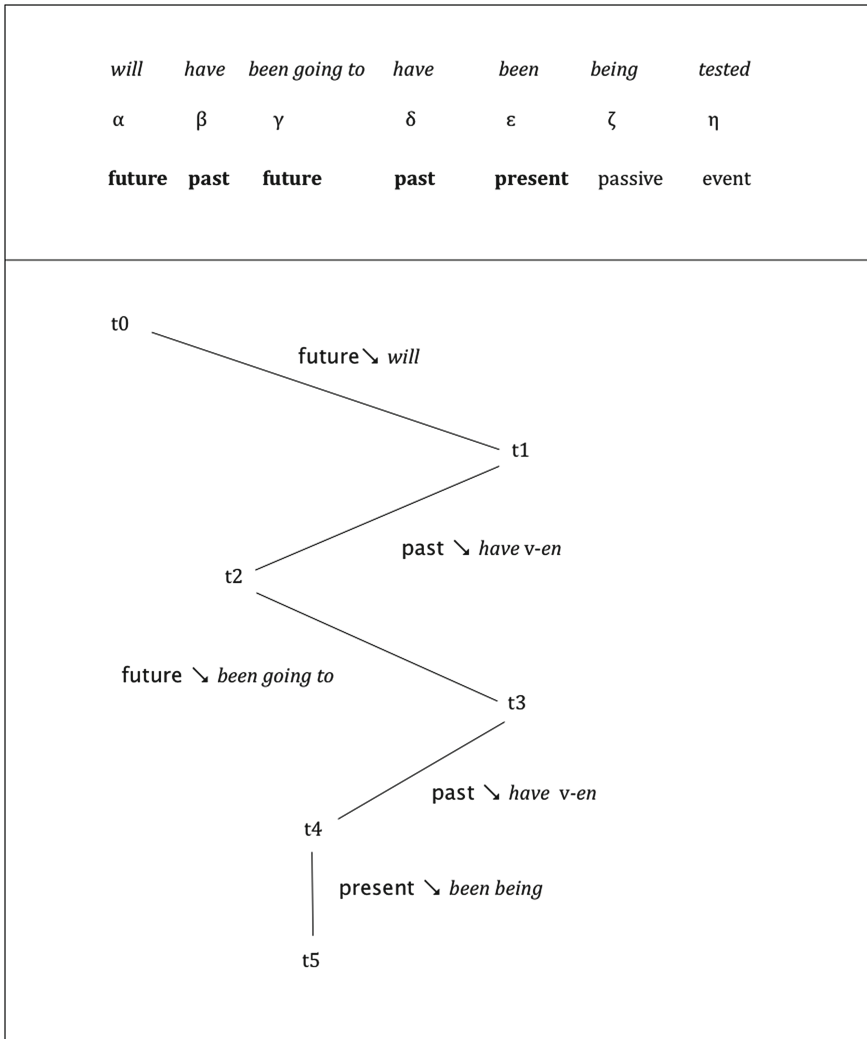 will have been going to have been being tested
α β γ δ ε ζ η
future past future past present passive event
t0
future↘ will
t1
past ↘ have v-en
t2
future ↘ been going to
t3
past ↘ have v-en
t4
present ↘ been being
t5